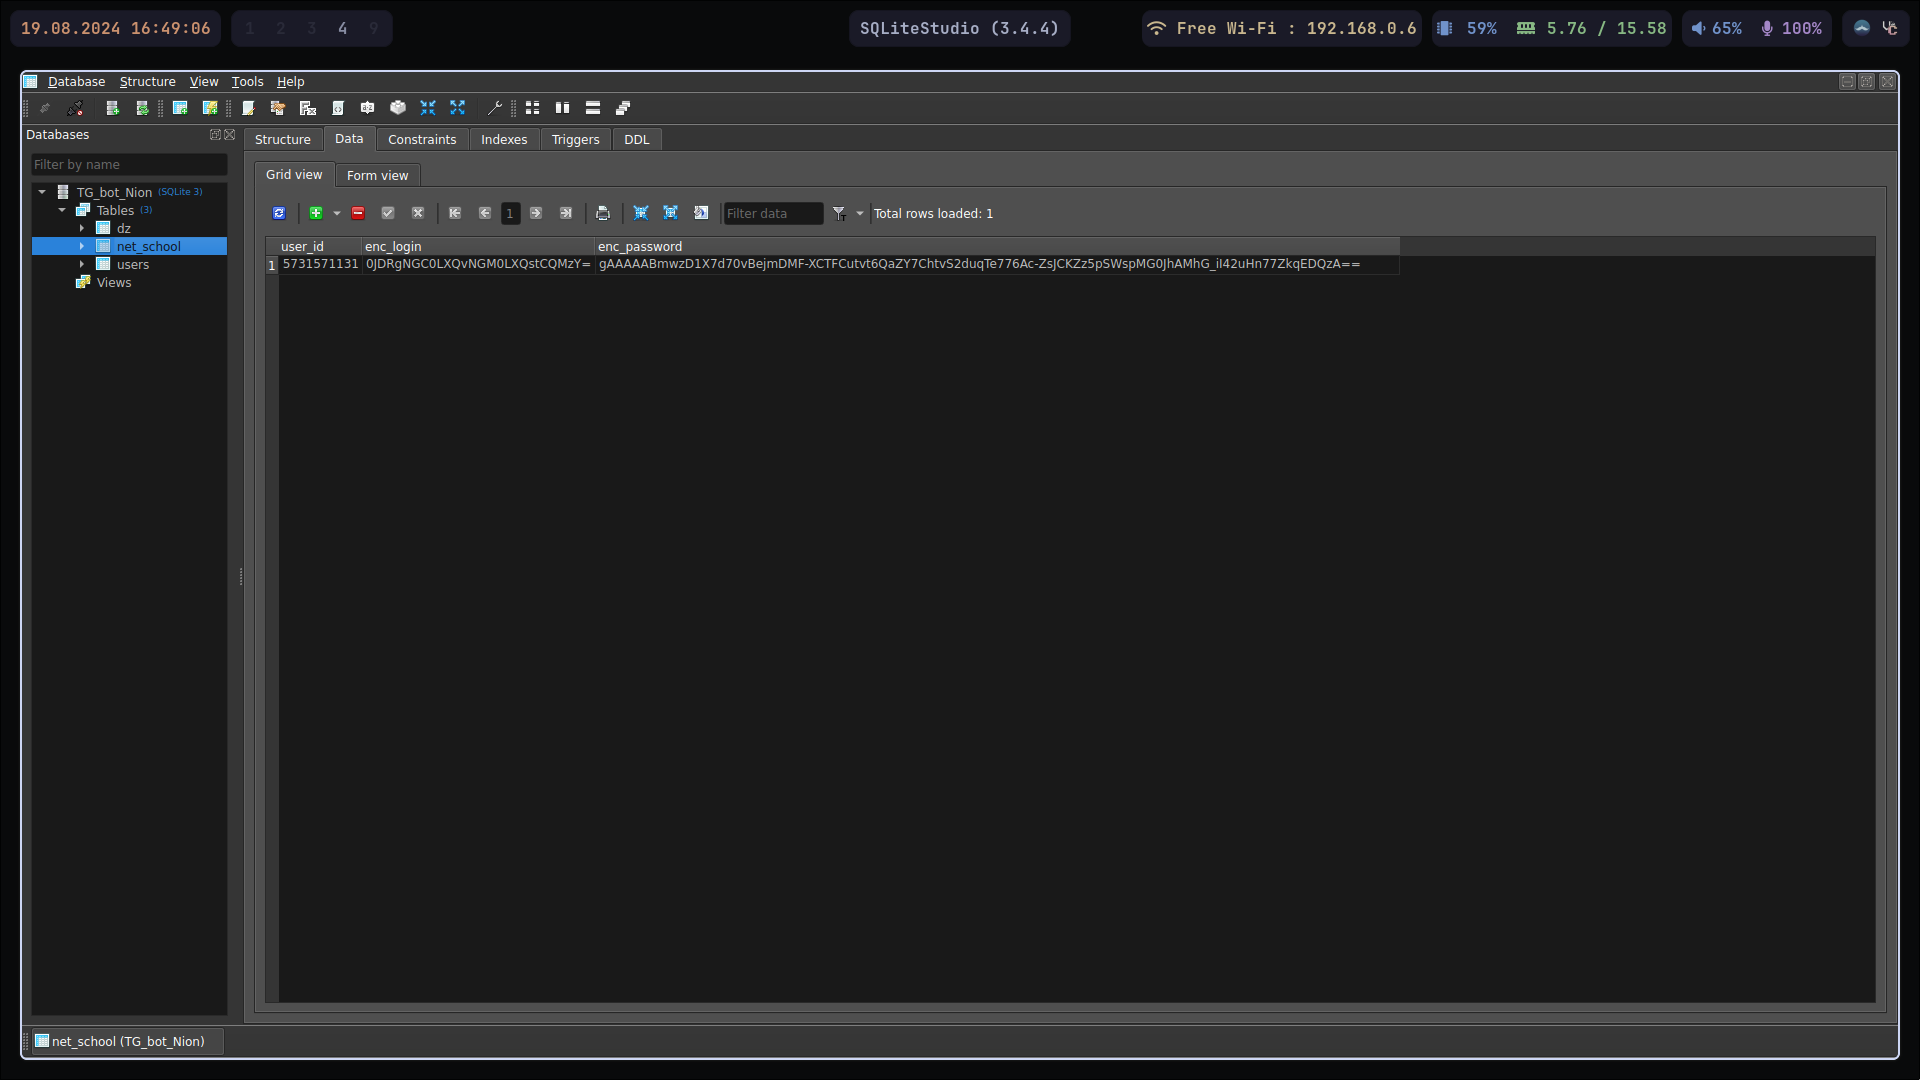 19.08.2024 16:49:06
1 2 3 4 9
SQLiteStudio (3.4.4)
Free Wi-Fi : 192.168.0.6
59% 5.76 / 15.58
65% 100%
Database Structure View Tools Help
Databases
Filter by name
TG_bot_Nion (SQLite 3)
Tables (3)
dz
net_school
users
Views
Structure Data Constraints Indexes Triggers DDL
Grid view Form view
1 Filter data Total rows loaded: 1
user_id enc_login enc_password
1 5731571131 0JDRgNGC0LXQvNGM0LXQstCQMzY= gAAAAABmwzD1X7d70vBejmDMF-XCTFCutvt6QaZY7ChtvS2duqTe776Ac-ZsJCKZz5pSWspMG0JhAMhG_iI42uHn77ZkqEDQzA==
net_school (TG_bot_Nion)